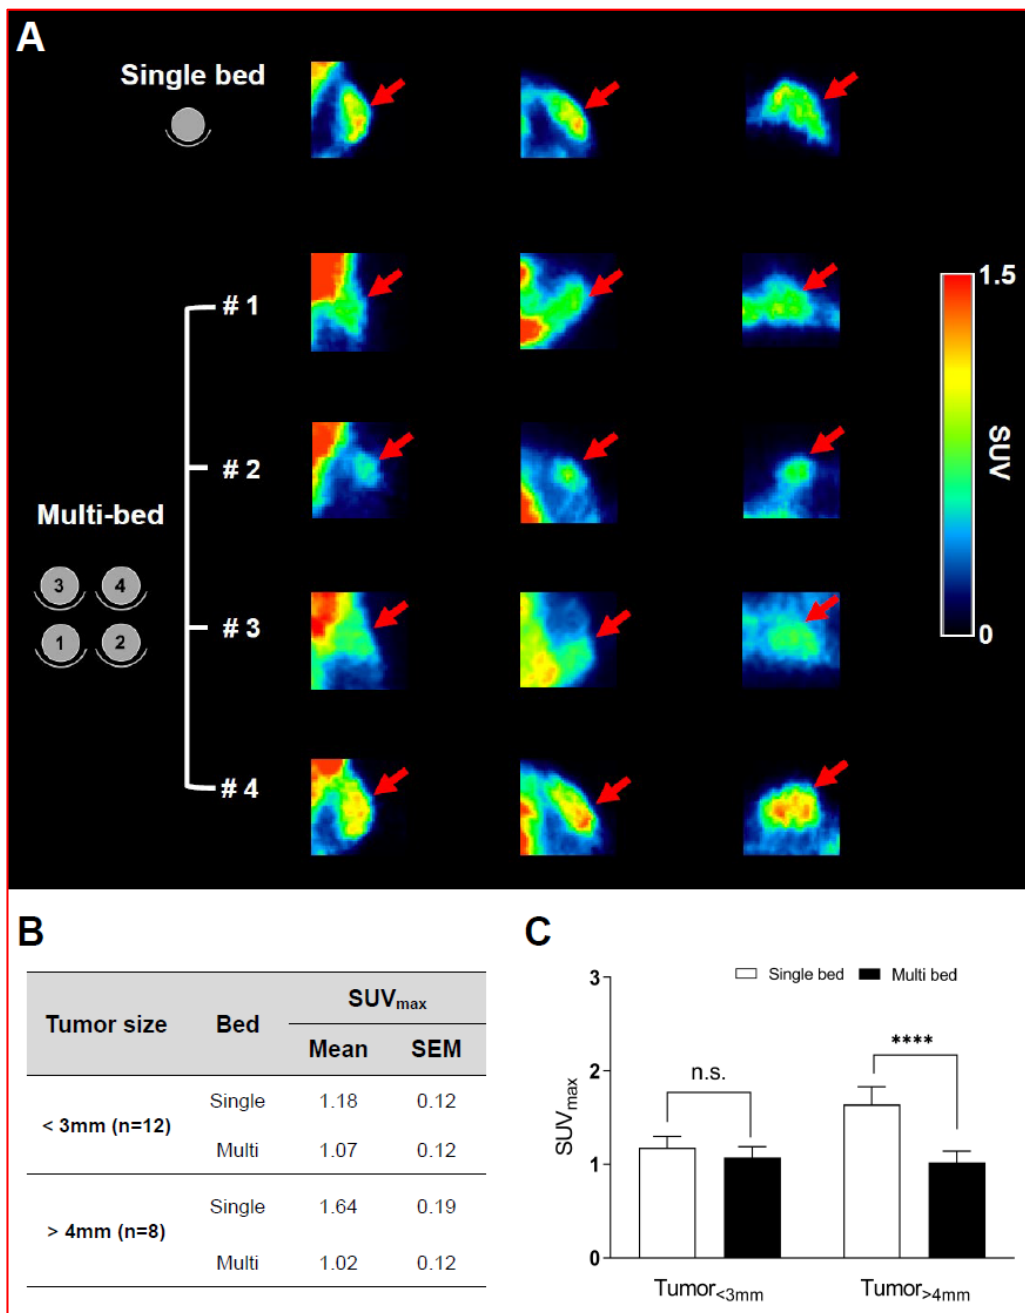 A
Single bed
# 1
1.5
SUV
0
# 2
Multi-bed
3 4
1 2
# 3
# 4
B
Tumor size Bed SUVmax
Mean SEM
< 3mm (n=12) Single 1.18 0.12
Multi 1.07 0.12
> 4mm (n=8) Single 1.64 0.19
Multi 1.02 0.12
C
Single bed Multi bed
SUVmax
3
2
1
0
n.s.
****
Tumor<3mm Tumor>4mm